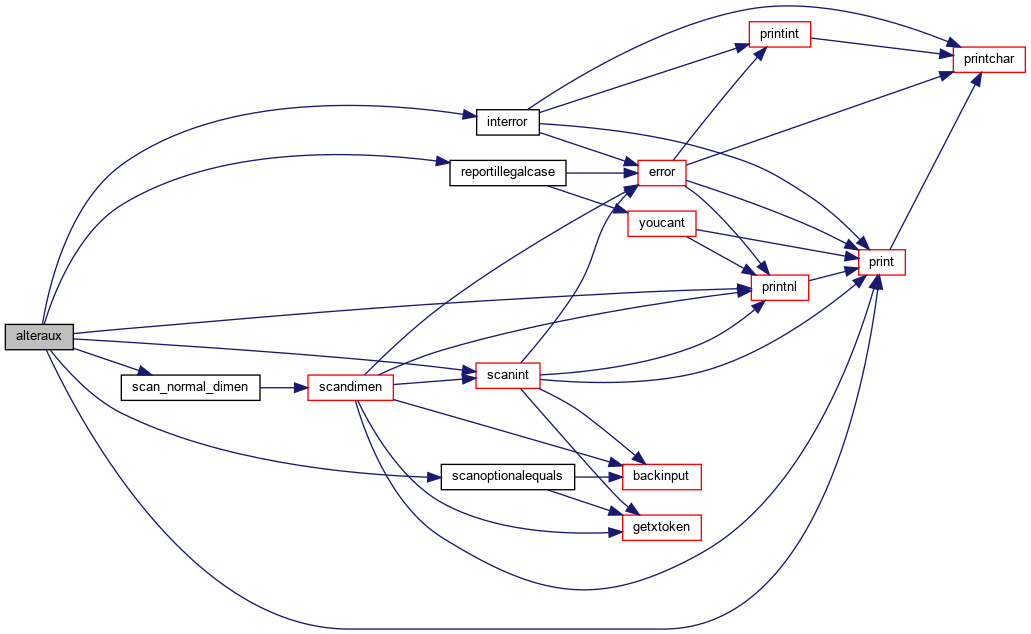 printint
printchar
interror
reportillegalcase
error
youcant
print
printnl
alteraux
scan_normal_dimen
scandimen
scanint
scanoptionalequals
backinput
getxtoken